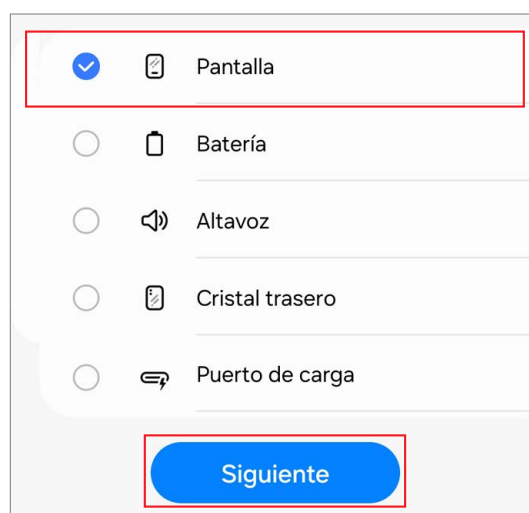 Pantalla
Batería
Altavoz
Cristal trasero
Puerto de carga
Siguiente